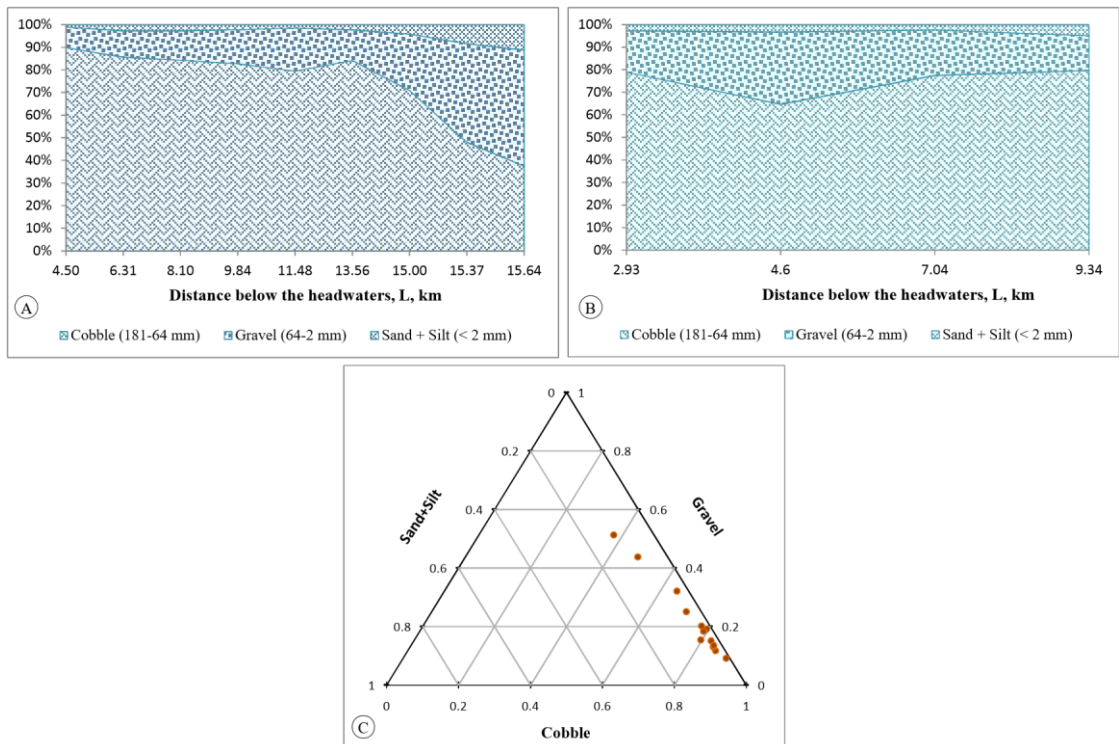 100%
90%
80%
70%
60%
50%
40%
30%
20%
10%
0%
4.50 6.31 8.10 9.84 11.48 13.56 15.00 15.37 15.64
Distance below the headwaters, L, km
A
Cobble (181-64 mm) Gravel (64-2 mm) Sand + Silt (< 2 mm)
100%
90%
80%
70%
60%
50%
40%
30%
20%
10%
0%
2.93 4.6 7.04 9.34
Distance below the headwaters, L, km
B
Cobble (181-64 mm) Gravel (64-2 mm) Sand + Silt (< 2 mm)
0 1
0.2 0.8
Sand+Silt
Gravel
0.4 0.6
0.6 0.4
0.8 0.2
1 0
0 0.2 0.4 0.6 0.8 1
Cobble
C